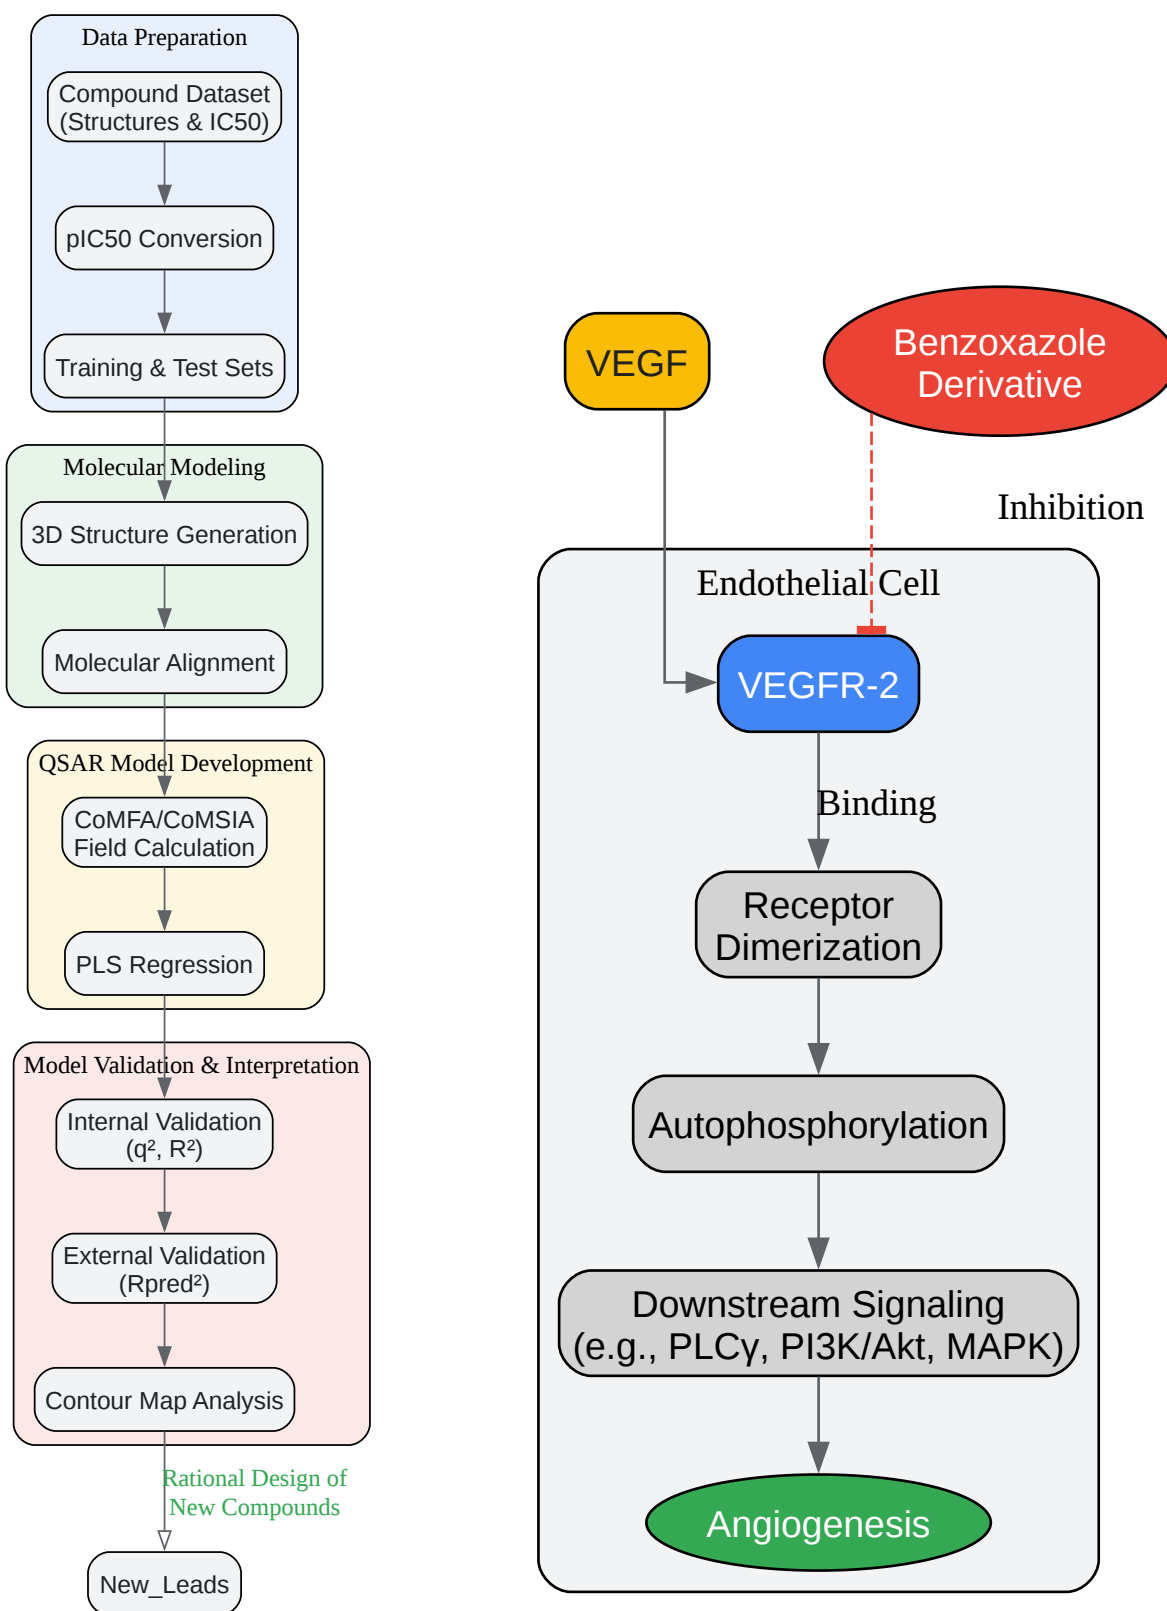 Data Preparation
Compound Dataset
(Structures & IC50)
pIC50 Conversion
Training & Test Sets
Molecular Modeling
3D Structure Generation
Molecular Alignment
QSAR Model Development
CoMFA/CoMSIA
Field Calculation
PLS Regression
Model Validation & Interpretation
Internal Validation
(q², R²)
External Validation
(Rpred²)
Contour Map Analysis
Rational Design of
New Compounds
New_Leads
VEGF
Benzoxazole
Derivative
Inhibition
Endothelial Cell
VEGFR-2
Binding
Receptor
Dimerization
Autophosphorylation
Downstream Signaling
(e.g., PLCγ, PI3K/Akt, MAPK)
Angiogenesis